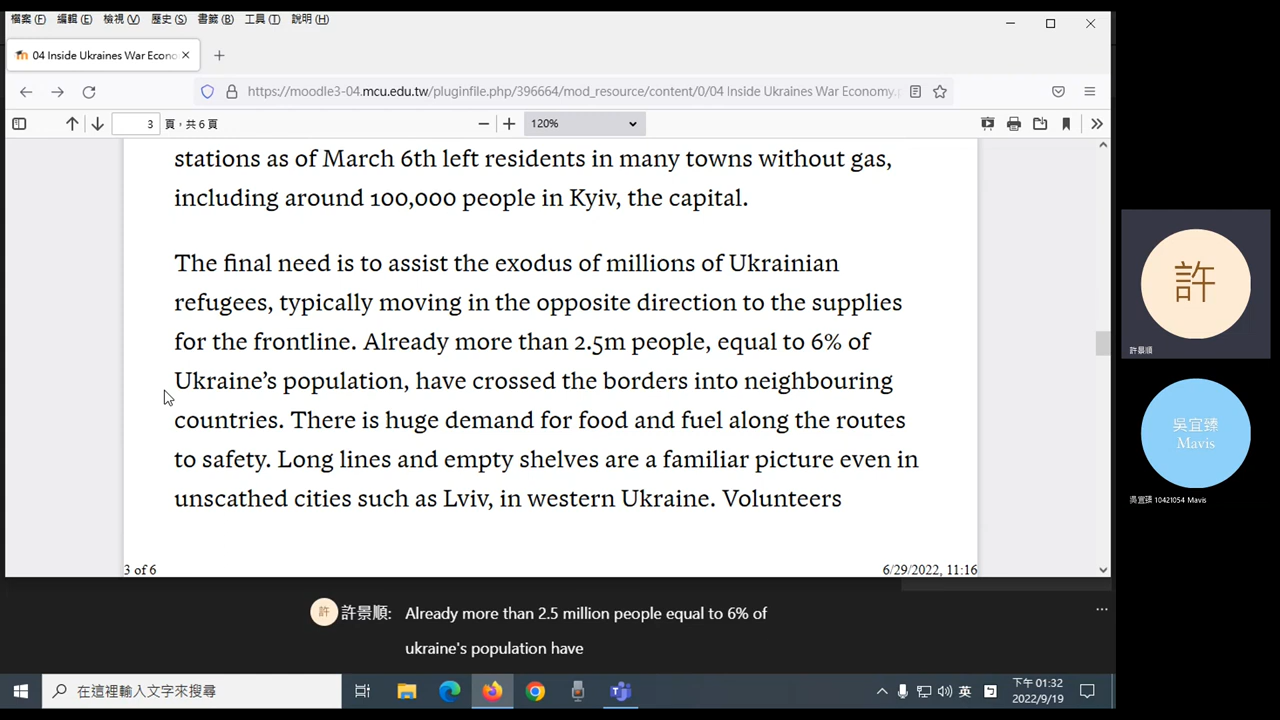 檔案(F) 編輯(E) 檢視(V) 歷史(S) 書籤(B) 工具(T) 說明(H)
04 Inside Ukraines War Econo
https://moodle3-04.mcu.edu.tw/pluginfile.php/396664/mod_resource/content/0/04 Inside Ukraines War Economy.p
3 頁，共 6 頁 120%
stations as of March 6th left residents in many towns without gas,
including around 100,000 people in Kyiv, the capital.
The final need is to assist the exodus of millions of Ukrainian
refugees, typically moving in the opposite direction to the supplies
for the frontline. Already more than 2.5m people, equal to 6% of
Ukraine’s population, have crossed the borders into neighbouring
countries. There is huge demand for food and fuel along the routes
to safety. Long lines and empty shelves are a familiar picture even in
unscathed cities such as Lviv, in western Ukraine. Volunteers
3 of 6 6/29/2022, 11:16
許
許景順
吳宜臻
Mavis
吳宜臻 10421054 Mavis
許 許景順: Already more than 2.5 million people equal to 6% of
ukraine's population have
在這裡輸入文字來搜尋
英
下午 01:32
2022/9/19